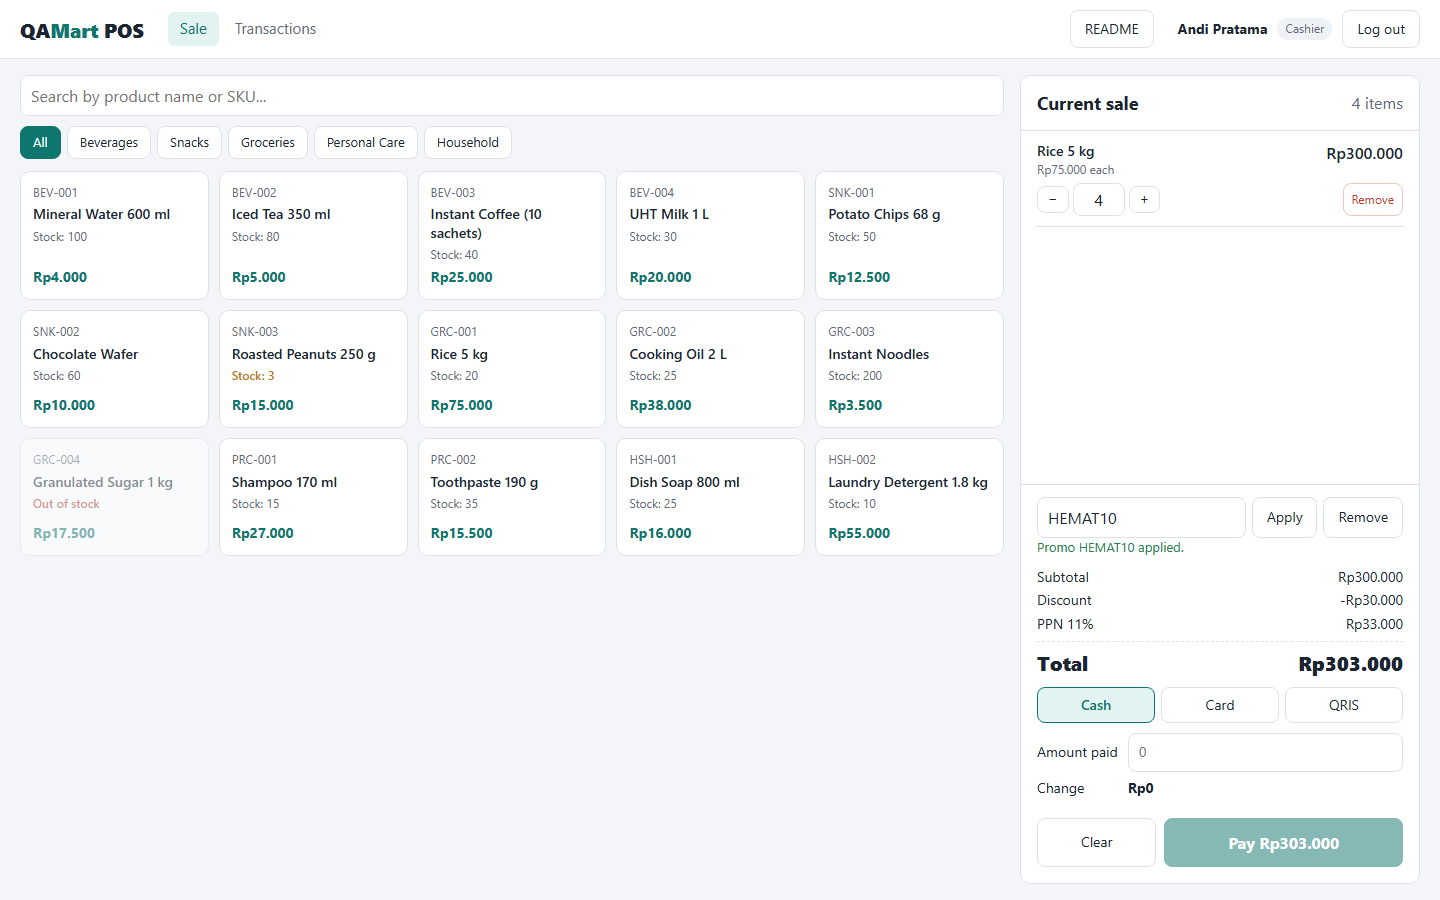 QAMart POS
Sale
Transactions
README
Andi Pratama
Cashier
Log out
Search by product name or SKU...
All
Beverages
Snacks
Groceries
Personal Care
Household
BEV-001
Mineral Water 600 ml
Stock: 100
Rp4.000
BEV-002
Iced Tea 350 ml
Stock: 80
Rp5.000
BEV-003
Instant Coffee (10
sachets)
Stock: 40
Rp25.000
BEV-004
UHT Milk 1 L
Stock: 30
Rp20.000
SNK-001
Potato Chips 68 g
Stock: 50
Rp12.500
SNK-002
Chocolate Wafer
Stock: 60
Rp10.000
SNK-003
Roasted Peanuts 250 g
Stock: 3
Rp15.000
GRC-001
Rice 5 kg
Stock: 20
Rp75.000
GRC-002
Cooking Oil 2 L
Stock: 25
Rp38.000
GRC-003
Instant Noodles
Stock: 200
Rp3.500
GRC-004
Granulated Sugar 1 kg
Out of stock
Rp17.500
PRC-001
Shampoo 170 ml
Stock: 15
Rp27.000
PRC-002
Toothpaste 190 g
Stock: 35
Rp15.500
HSH-001
Dish Soap 800 ml
Stock: 25
Rp16.000
HSH-002
Laundry Detergent 1.8 kg
Stock: 10
Rp55.000
Current sale
4 items
Rice 5 kg
Rp300.000
Rp75.000 each
− 4 +
Remove
HEMAT10
Apply
Remove
Promo HEMAT10 applied.
Subtotal Rp300.000
Discount -Rp30.000
PPN 11% Rp33.000
Total Rp303.000
Cash
Card
QRIS
Amount paid 0
Change Rp0
Clear
Pay Rp303.000